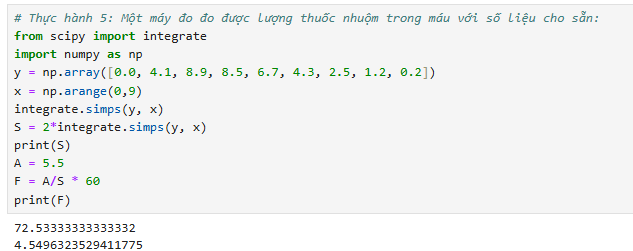 # Thực hành 5: Một máy đo đo được lượng thuốc nhuộm trong máu với số liệu cho sẵn:
from scipy import integrate
import numpy as np
y = np.array([0.0, 4.1, 8.9, 8.5, 6.7, 4.3, 2.5, 1.2, 0.2])
x = np.arange(0,9)
integrate.simps(y, x)
S = 2*integrate.simps(y, x)
print(S)
A = 5.5
F = A/S * 60
print(F)
72.53333333333332
4.5496323529411775